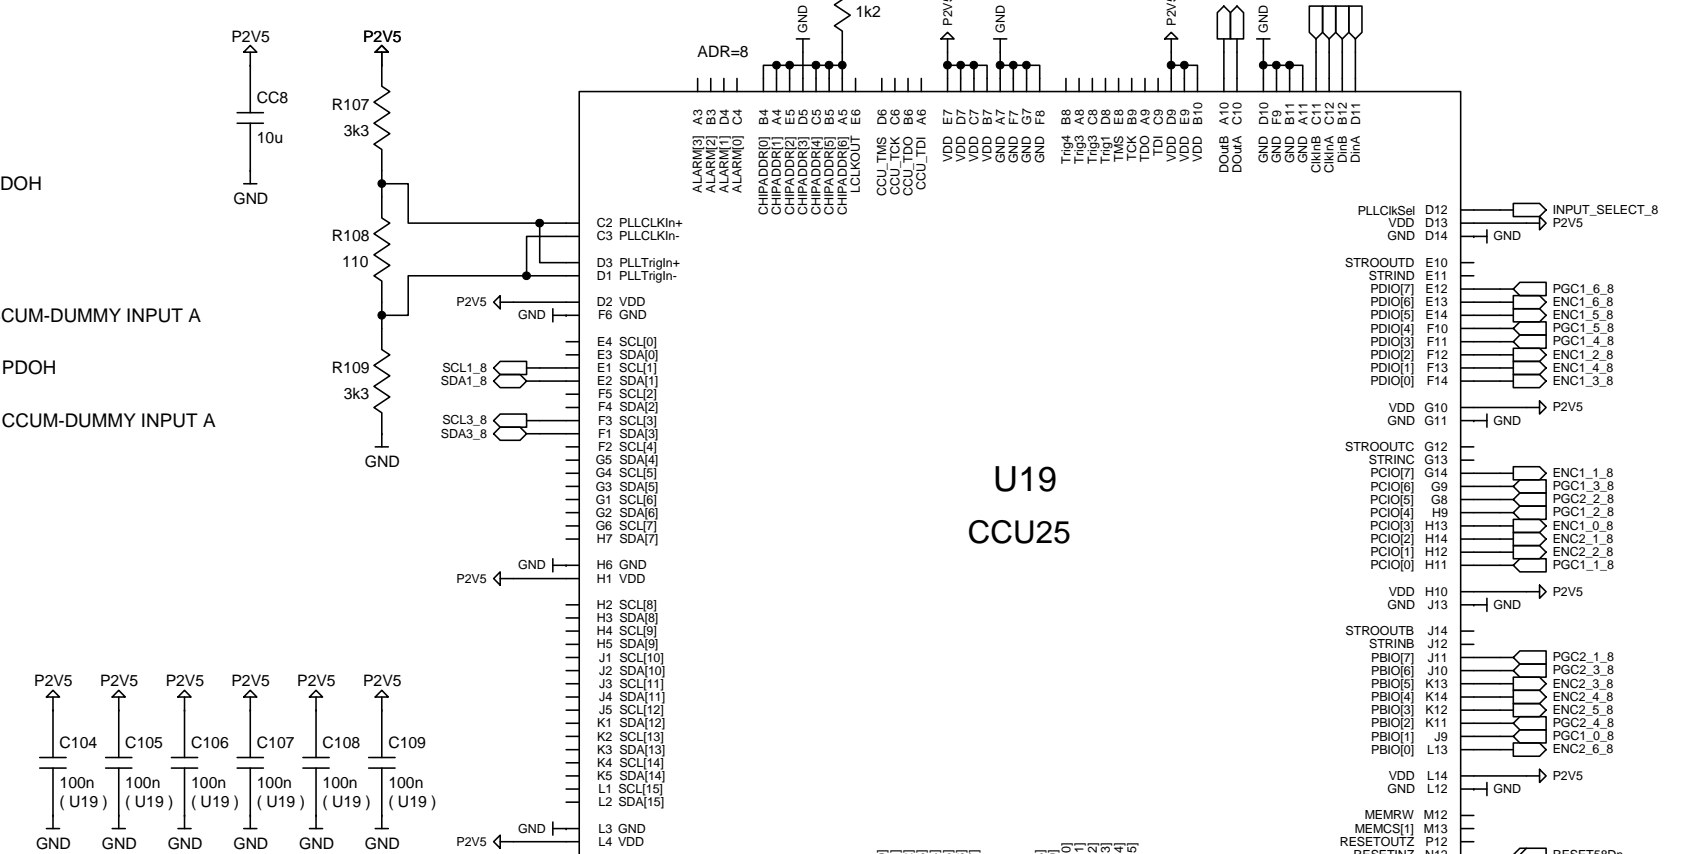 1k2
GND
P2V5
GND
P2V5
GND
ADR=8
P2V5
CC8
10u
GND
P2V5
R107
3k3
R108
110
R109
3k3
GND
DOH
CUM-DUMMY INPUT A
PDOH
CCUM-DUMMY INPUT A
A3 ALARM[3]
B3 ALARM[2]
D4 ALARM[1]
C4 ALARM[0]
B4 CHIPADDR[0]
A4 CHIPADDR[1]
E5 CHIPADDR[2]
D5 CHIPADDR[3]
C5 CHIPADDR[4]
B5 CHIPADDR[5]
A5 CHIPADDR[6]
E6 LCLKOUT
D6 CCU_TMS
C6 CCU_TCK
B6 CCU_TDO
A6 CCU_TDI
E7 VDD
D7 VDD
C7 VDD
B7 VDD
A7 GND
F7 GND
G7 GND
F8 GND
B8 Trig4
A8 Trig3
C8 Trig3
D8 Trig1
E8 TMS
B9 TCK
A9 TDO
C9 TDI
D9 VDD
E9 VDD
B10 VDD
A10 DOutB
C10 DOutA
D10 GND
F9 GND
B11 GND
A11 GND
C11 ClkInB
C12 ClkInA
B12 DinB
D11 DinA
C2 PLLCLKIn+
C3 PLLCLKIn-
D3 PLLTrigIn+
D1 PLLTrigIn-
P2V5 D2 VDD
GND F6 GND
E4 SCL[0]
E3 SDA[0]
SCL1_8 E1 SCL[1]
SDA1_8 E2 SDA[1]
F5 SCL[2]
F4 SDA[2]
SCL3_8 F3 SCL[3]
SDA3_8 F1 SDA[3]
F2 SCL[4]
G5 SDA[4]
G4 SCL[5]
G3 SDA[5]
G1 SCL[6]
G2 SDA[6]
G6 SCL[7]
H7 SDA[7]
GND H6 GND
P2V5 H1 VDD
H2 SCL[8]
H3 SDA[8]
H4 SCL[9]
H5 SDA[9]
J1 SCL[10]
J2 SDA[10]
J3 SCL[11]
J4 SDA[11]
J5 SCL[12]
K1 SDA[12]
K2 SCL[13]
K3 SDA[13]
K4 SCL[14]
K5 SDA[14]
L1 SCL[15]
L2 SDA[15]
GND L3 GND
P2V5 L4 VDD
U19
CCU25
PLLClkSel D12 INPUT_SELECT_8
VDD D13 P2V5
GND D14 GND
STROOUTD E10
STRIND E11
PDIO[7] E12 PGC1_6_8
PDIO[6] E13 ENC1_6_8
PDIO[5] E14 ENC1_5_8
PDIO[4] F10 PGC1_5_8
PDIO[3] F11 PGC1_4_8
PDIO[2] F12 ENC1_2_8
PDIO[1] F13 ENC1_4_8
PDIO[0] F14 ENC1_3_8
VDD G10 P2V5
GND G11 GND
STROOUTC G12
STRINC G13
PCIO[7] G14 ENC1_1_8
PCIO[6] G9 PGC1_3_8
PCIO[5] G8 PGC2_2_8
PCIO[4] H9 PGC1_2_8
PCIO[3] H13 ENC1_0_8
PCIO[2] H14 ENC2_1_8
PCIO[1] H12 ENC2_2_8
PCIO[0] H11 PGC1_1_8
VDD H10 P2V5
GND J13 GND
STROOUTB J14
STRINB J12
PBIO[7] J11 PGC2_1_8
PBIO[6] J10 PGC2_3_8
PBIO[5] K13 ENC2_3_8
PBIO[4] K14 ENC2_4_8
PBIO[3] K12 ENC2_5_8
PBIO[2] K11 PGC2_4_8
PBIO[1] J9 PGC1_0_8
PBIO[0] L13 ENC2_6_8
VDD L14 P2V5
GND L12 GND
MEMRW M12
MEMCS[1] M13
RESETOUTZ P12
P2V5 P2V5 P2V5 P2V5 P2V5 P2V5
C104 C105 C106 C107 C108 C109
100n 100n 100n 100n 100n 100n
(U19) (U19) (U19) (U19) (U19) (U19)
GND GND GND GND GND GND